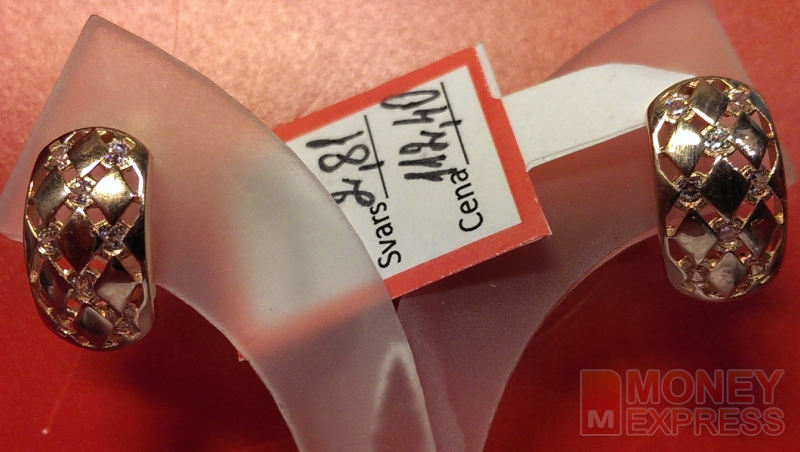 Svars 2,81
Cena 112,40
M
MONEY
EXPRESS